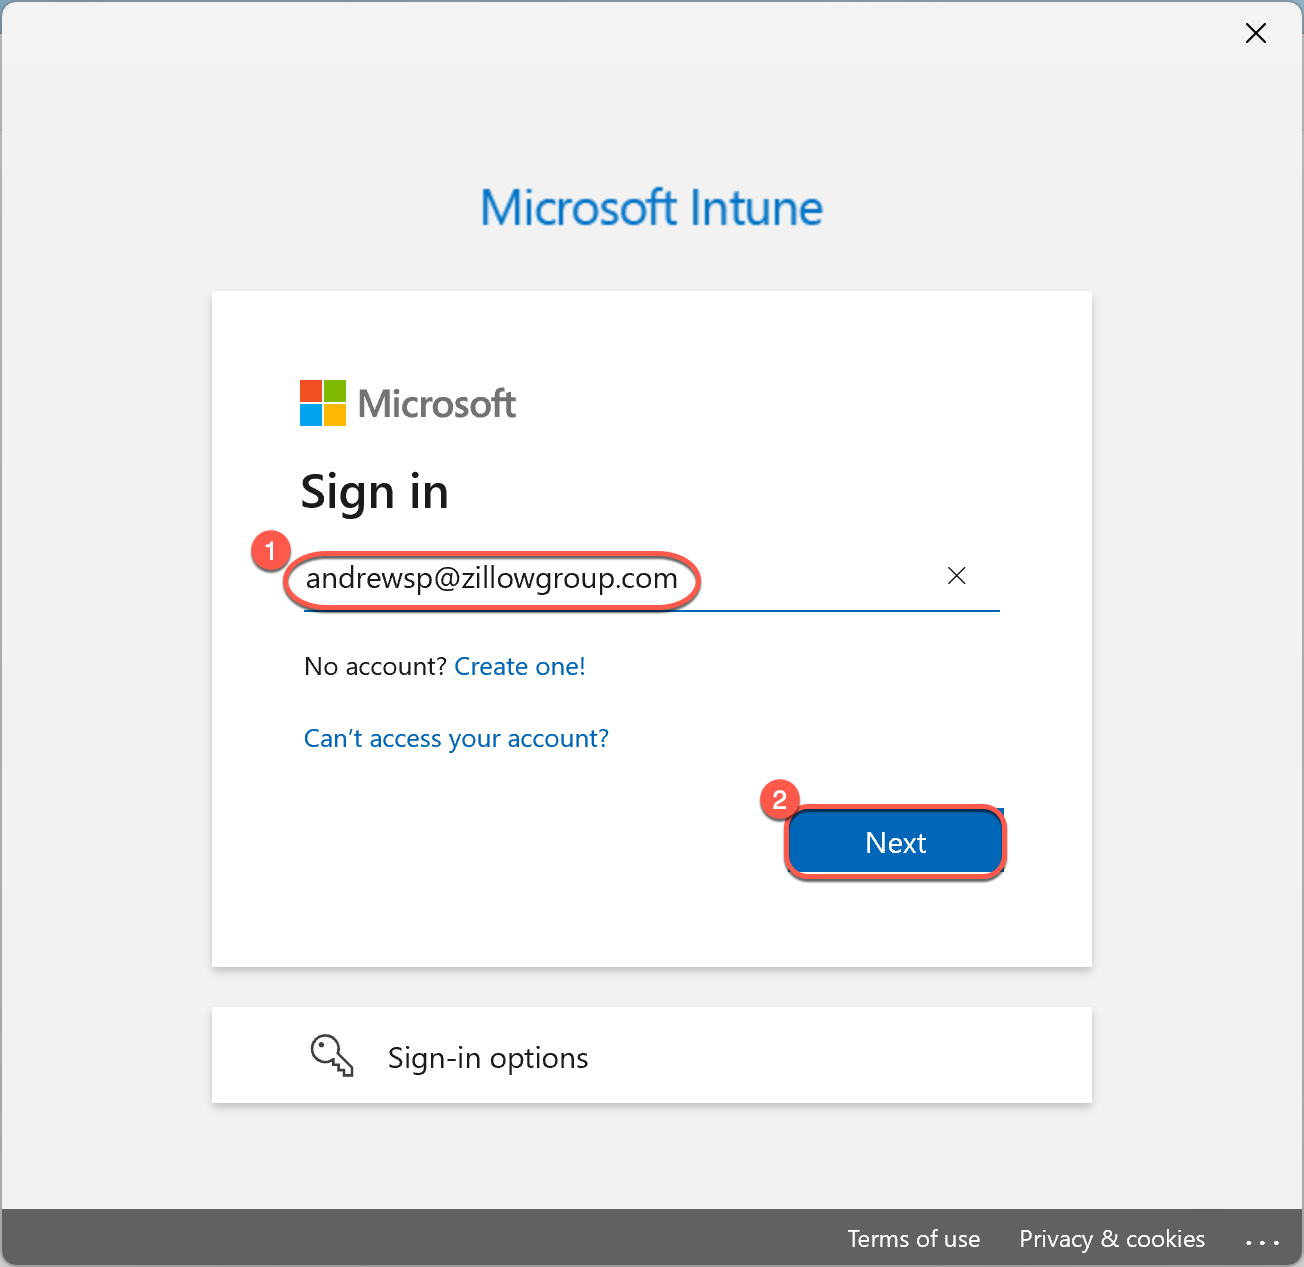 Microsoft Intune
Microsoft
Sign in
1
andrewsp@zillowgroup.com
No account? Create one!
Can't access your account?
2
Next
Sign-in options
Terms of use Privacy & cookies ...